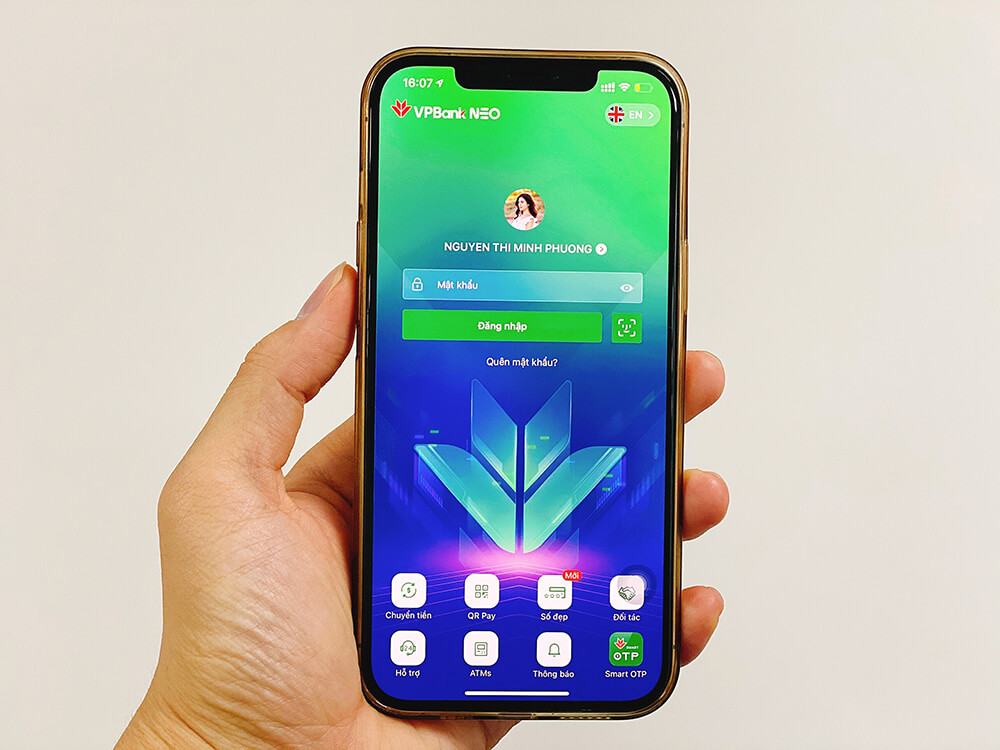 16:07
VPBank NEO
EN
NGUYEN THI MINH PHUONG
Mật khẩu
Đăng nhập
Quên mật khẩu?
Mới
Chuyển tiền
QR Pay
Số đẹp
Đối tác
24
SMART
OTP
Hỗ trợ
ATMs
Thông báo
Smart OTP